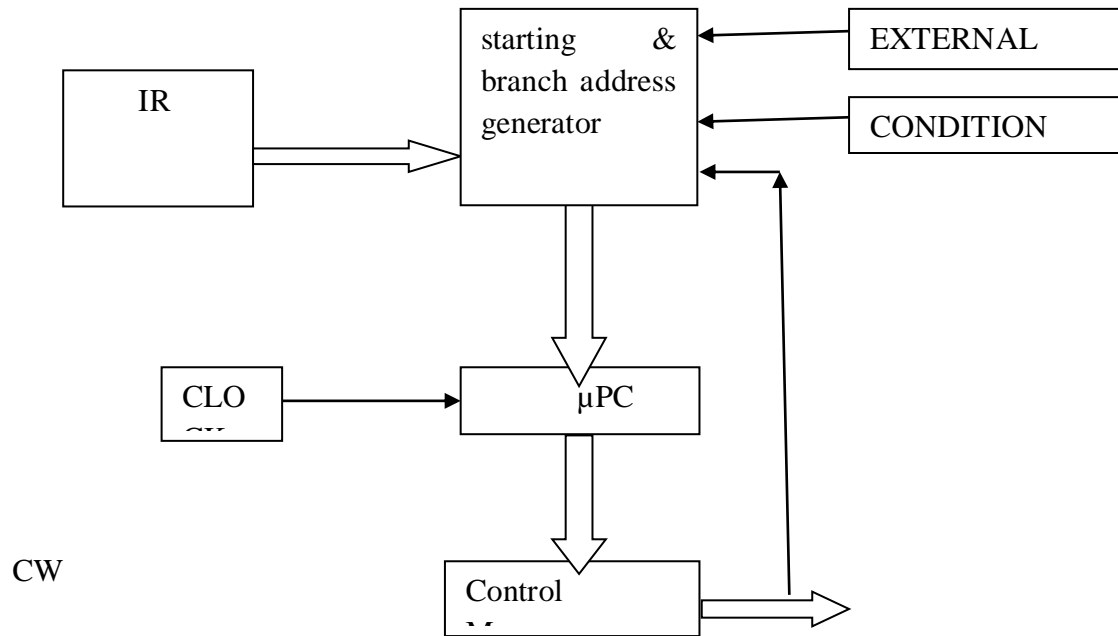 starting &
branch address
generator
EXTERNAL
IR
CONDITION
CLO
µPC
CW
Control